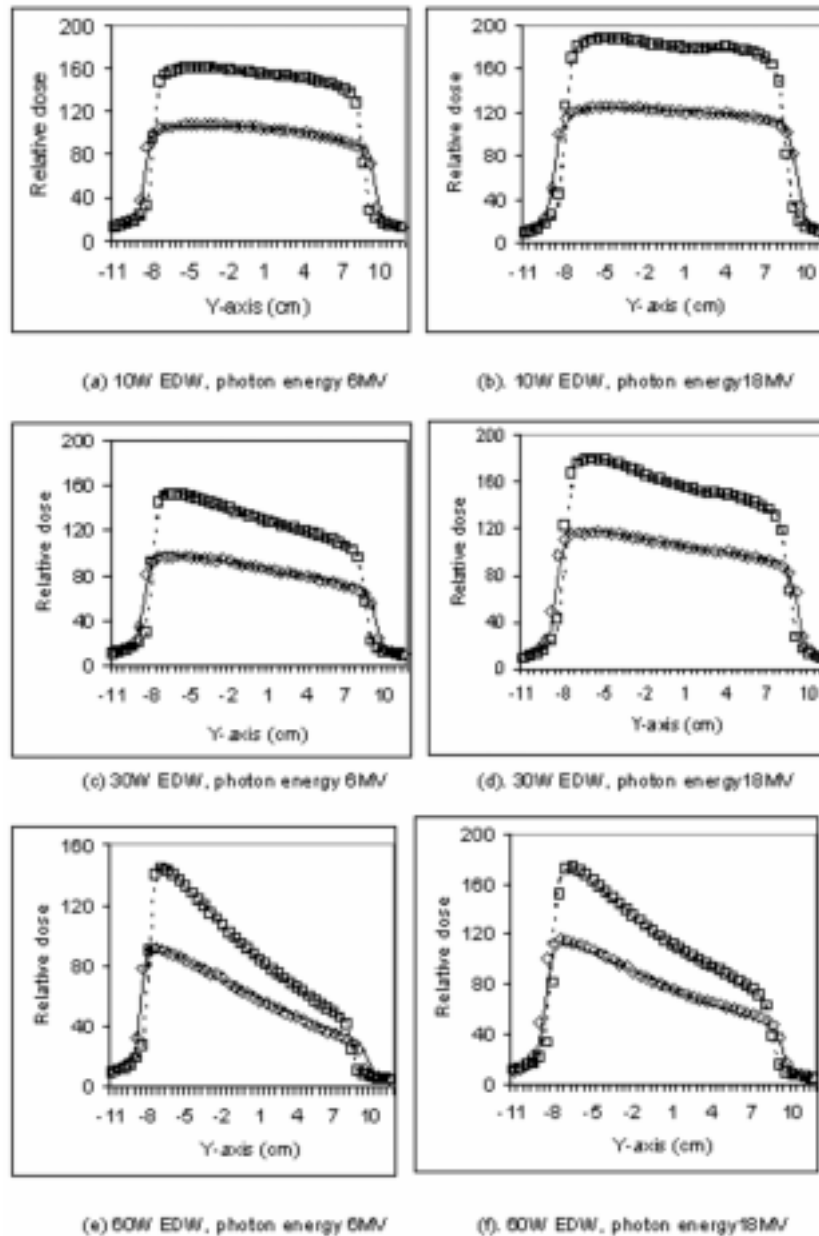 200
160
120
80
40
0
Relative dose
-11 -8 -5 -2 1 4 7 10
Y-axis (cm)
(a) 10W EDW, photon energy 6MV
200
160
120
80
40
0
Relative dose
-11 -8 -5 -2 1 4 7 10
Y-axis (cm)
(b). 10W EDW, photon energy18MV
200
160
120
80
40
0
Relative dose
-11 -8 -5 -2 1 4 7 10
Y-axis (cm)
(c) 30W EDW, photon energy 6MV
200
160
120
80
40
0
Relative dose
-11 -8 -5 -2 1 4 7 10
Y-axis (cm)
(d). 30W EDW, photon energy18MV
160
120
80
40
0
Relative dose
-11 -8 -5 -2 1 4 7 10
Y-axis (cm)
(e) 60W EDW, photon energy 6MV
200
160
120
80
40
0
Relative dose
-11 -8 -5 -2 1 4 7 10
Y-axis (cm)
(f). 60W EDW, photon energy18MV